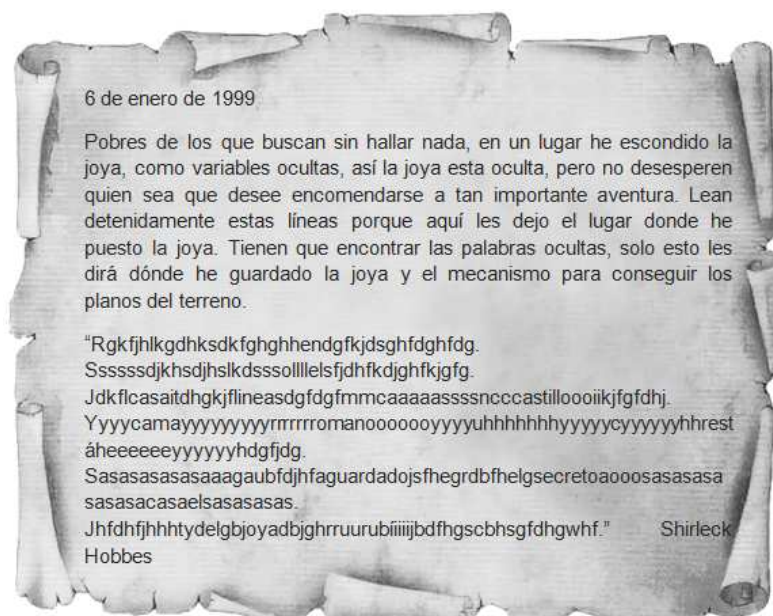 6 de enero de 1999
Pobres de los que buscan sin hallar nada, en un lugar he escondido la
joya, como variables ocultas, así la joya esta oculta, pero no desesperen
quien sea que desee encomendarse a tan importante aventura. Lean
detenidamente estas líneas porque aquí les dejo el lugar donde he
puesto la joya. Tienen que encontrar las palabras ocultas, solo esto les
dirá dónde he guardado la joya y el mecanismo para conseguir los
planos del terreno.
“Rgkfjhlkgdhksdkfghghhendgfkjdsghfdghfdg.
Ssssssdjkhsdjhslkdsssollllelsfjdhfkdjghfkjgfg.
Jdkflcasaitdhgkjflineasdgfdgfmmcaaaaassssncccastilloooiikjfgfdhj.
Yyyycamayyyyyyyyyrrrrrrromanooooooyyyyuhhhhhhhyyyyycyyyyyyhhrest
áheeeeeeyyyyyyhdgfjdg.
Sasasasasasaaagaubfdjhfaguardadojsfhegrdbfhelgsecretoaooosasasasa
sasasacasaelsasasasas.
Jhfdhfjhhhtydelgbjoyadbjghrruurubíiiiijbdfhgscbhsgfdhgwhf.” Shirleck
Hobbes